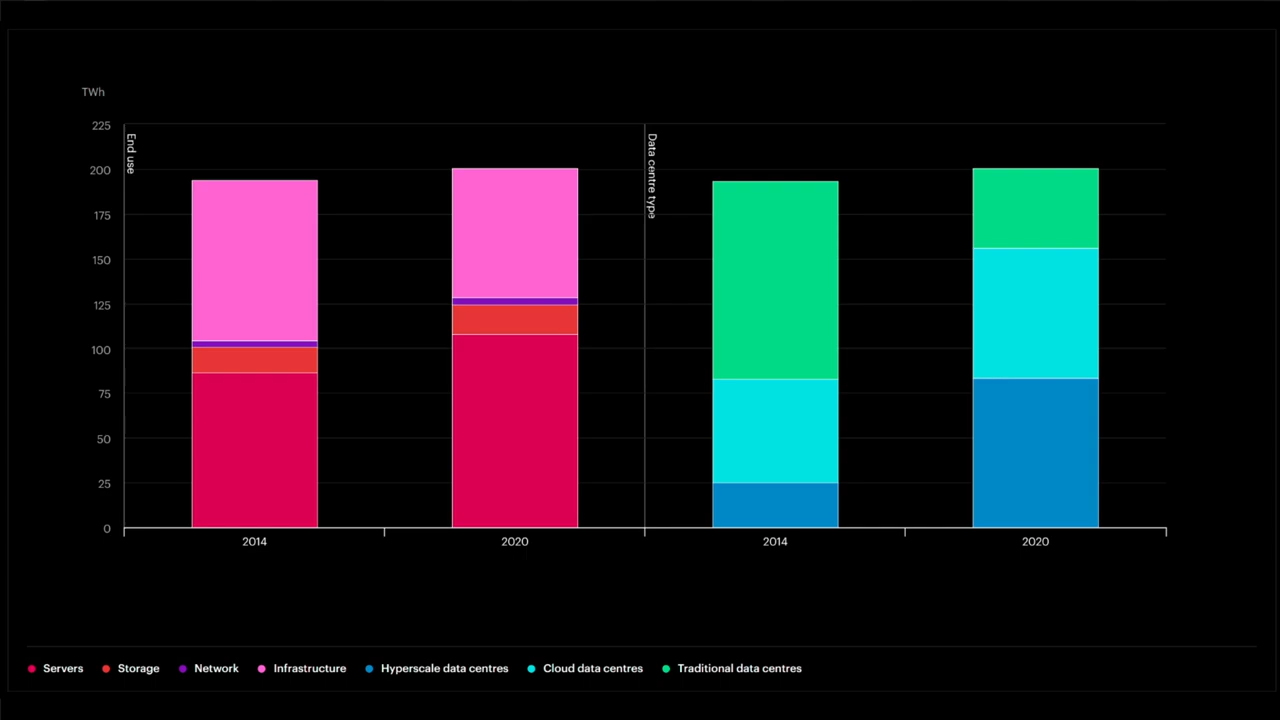 TWh
225
200
175
150
125
100
75
50
25
0
End use
Data centre type
2014
2020
2014
2020
Servers
Storage
Network
Infrastructure
Hyperscale data centres
Cloud data centres
Traditional data centres